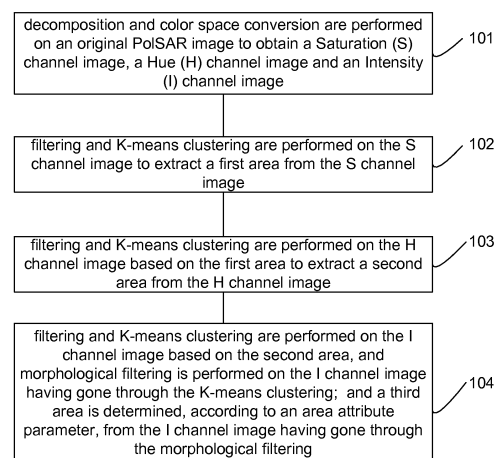 decomposition and color space conversion are performed
on an original PolSAR image to obtain a Saturation (S)
channel image, a Hue (H) channel image and an Intensity
(I) channel image
101
filtering and K-means clustering are performed on the S
channel image to extract a first area from the S channel
image
102
filtering and K-means clustering are performed on the H
channel image based on the first area to extract a second
area from the H channel image
103
filtering and K-means clustering are performed on the I
channel image based on the second area, and
morphological filtering is performed on the I channel image
having gone through the K-means clustering; and a third
area is determined, according to an area attribute
parameter, from the I channel image having gone through
the morphological filtering
104